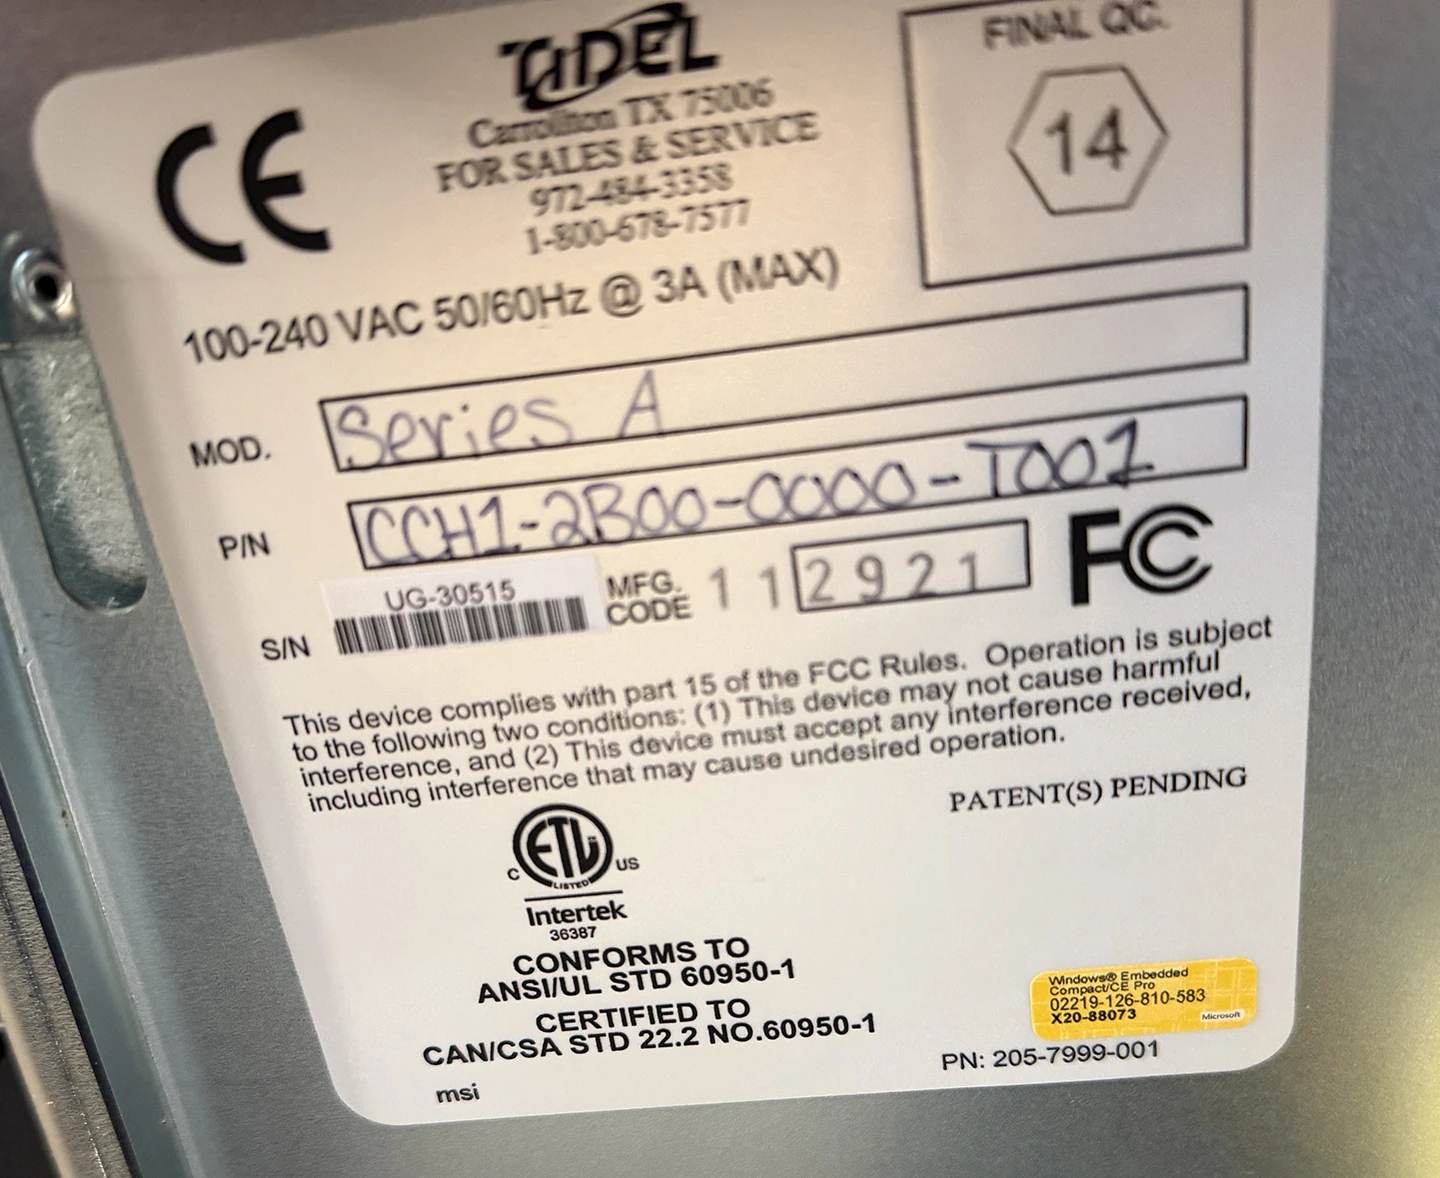 TIDEL
Carrollton TX 75006
FOR SALES & SERVICE
972-484-3358
1-800-678-7577
FINAL QC.
14
CE
100-240 VAC 50/60Hz @ 3A (MAX)
MOD. Series A
P/N CCH1-2B00-0000-T001
S/N UG-30515 MFG. CODE 112921 FC
This device complies with part 15 of the FCC Rules.  Operation is subject
to the following two conditions: (1) This device may not cause harmful
interference, and (2) This device must accept any interference received,
including interference that may cause undesired operation.
PATENT(S) PENDING
C ETL US
LISTED
Intertek
36387
CONFORMS TO
ANSI/UL STD 60950-1
CERTIFIED TO
CAN/CSA STD 22.2 NO.60950-1
msi
Windows® Embedded
Compact/CE Pro
02219-126-810-583
X20-88073
Microsoft
PN: 205-7999-001